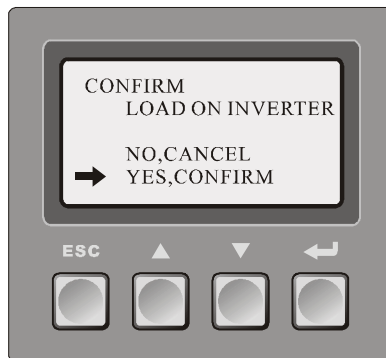 CONFIRM
LOAD ON INVERTER
NO,CANCEL
YES,CONFIRM
ESC